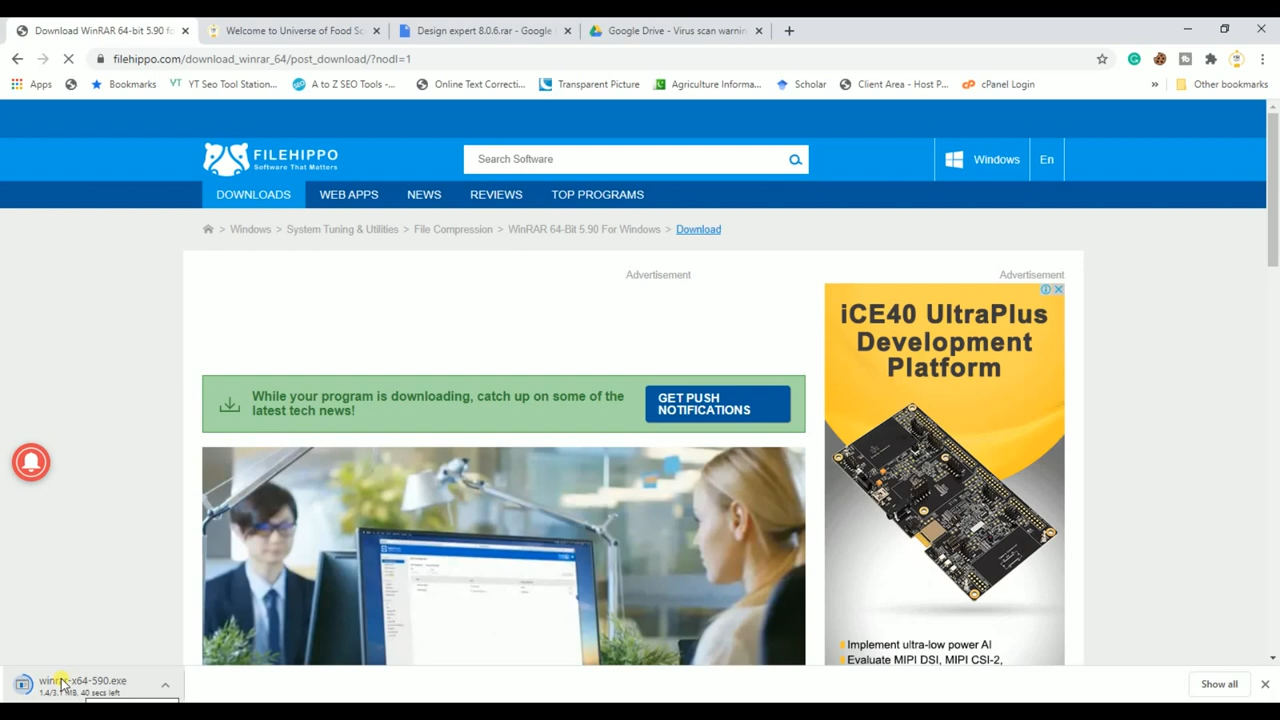 Download WinRAR 64-bit 5.90 fo
Welcome to Universe of Food Sc
Design expert 8.0.6.rar - Google
Google Drive - Virus scan warnin
filehippo.com/download_winrar_64/post_download/?nodl=1
Apps
Bookmarks
YT Seo Tool Station...
A to Z SEO Tools -...
Online Text Correcti...
Transparent Picture
Agriculture Informa...
Scholar
Client Area - Host P...
cPanel Login
»
Other bookmarks
FILEHIPPO
Software That Matters
Search Software
Windows
En
DOWNLOADS
WEB APPS
NEWS
REVIEWS
TOP PROGRAMS
> Windows > System Tuning & Utilities > File Compression > WinRAR 64-Bit 5.90 For Windows > Download
Advertisement
Advertisement
iCE40 UltraPlus
Development
Platform
While your program is downloading, catch up on some of the
latest tech news!
GET PUSH
NOTIFICATIONS
Implement ultra-low power AI
Evaluate MIPI DSI, MIPI CSI-2,
winrar-x64-590.exe
MB, 40 secs left
Show all